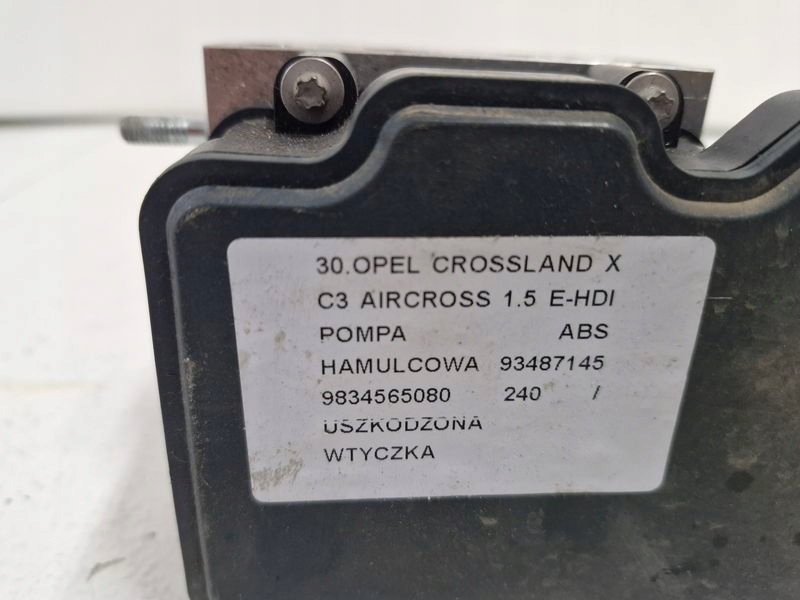 30.OPEL CROSSLAND X
C3 AIRCROSS 1.5 E-HDI
POMPA ABS
HAMULCOWA 93487145
9834565080 240 /
USZKODZONA
WTYCZKA